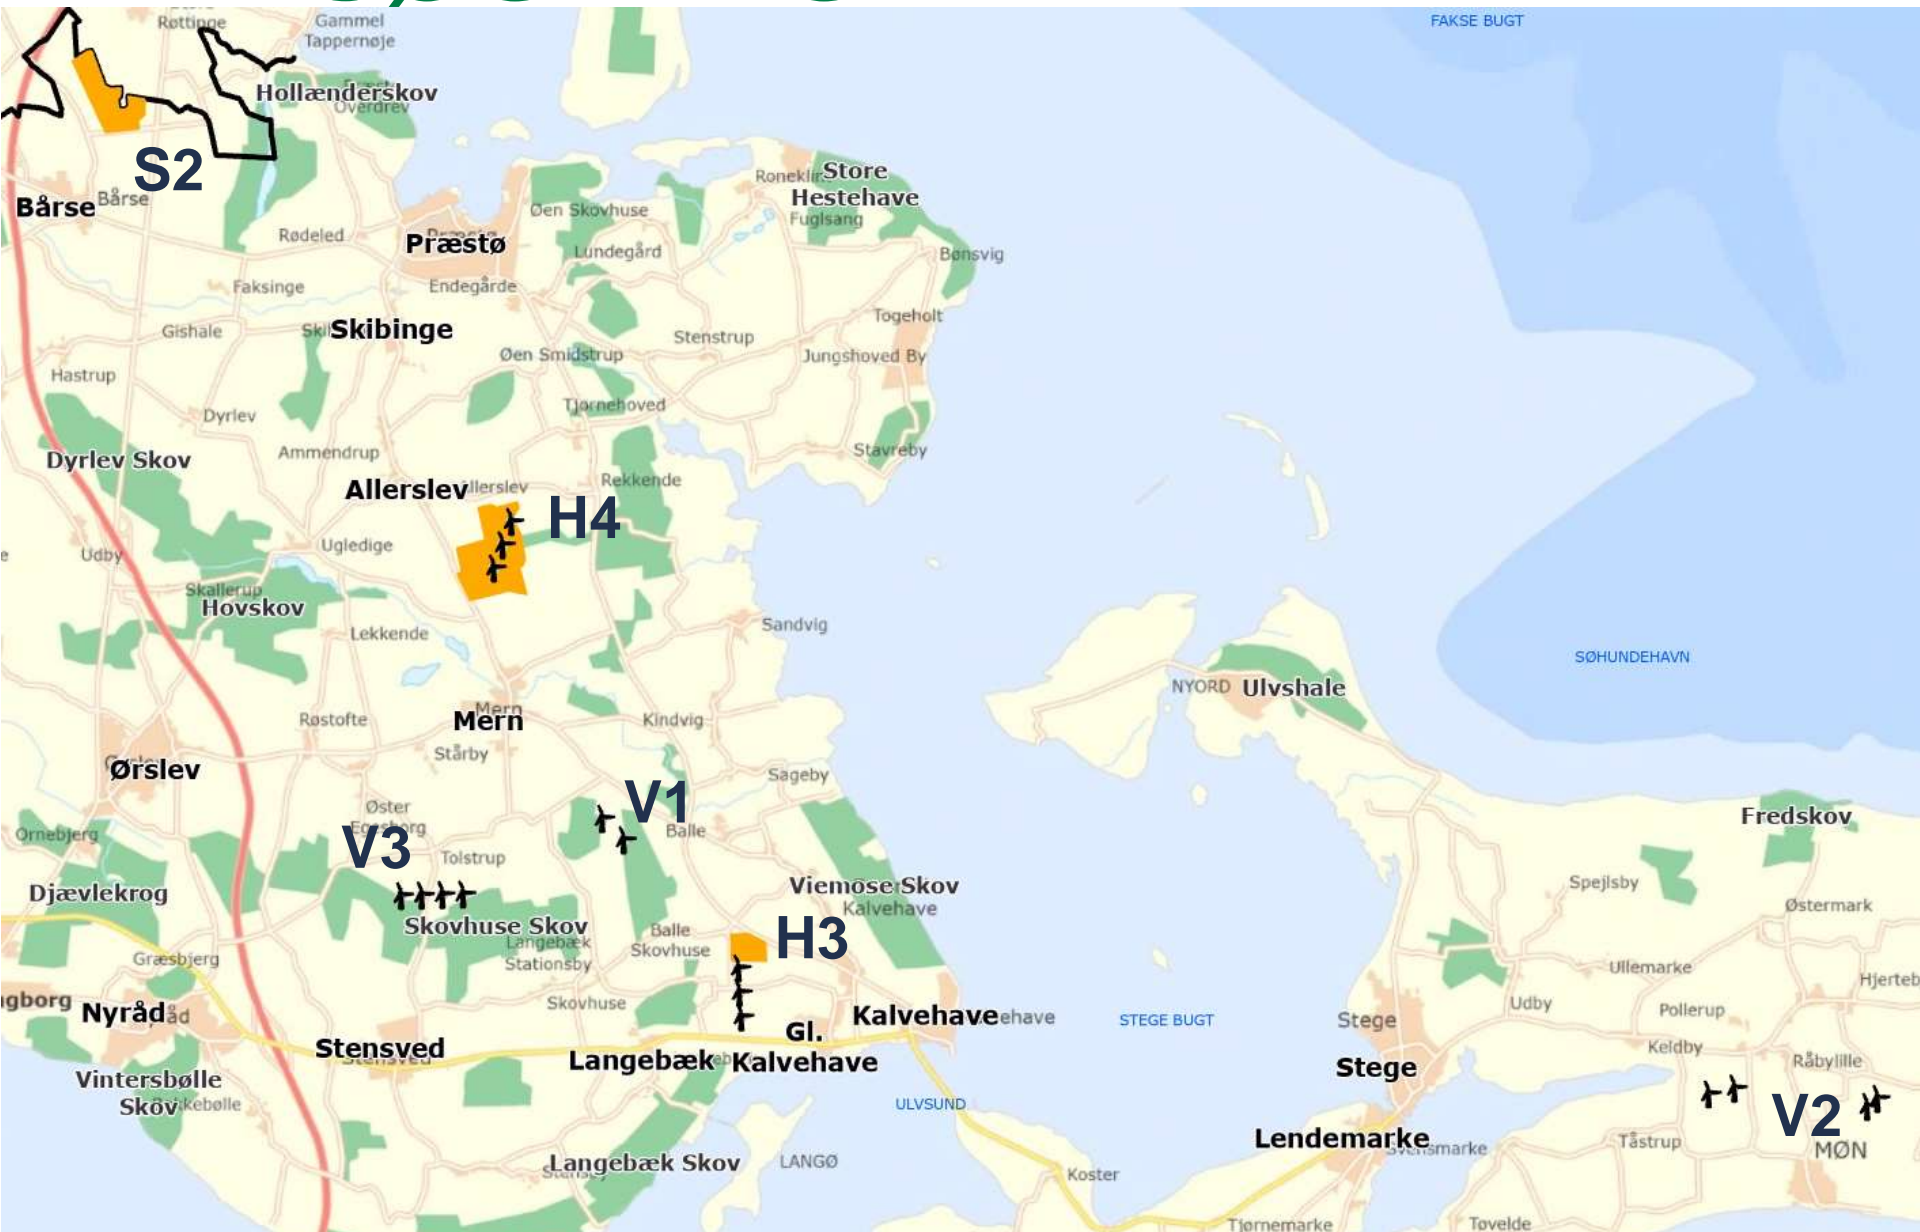 Røttinge
Gammel
Tappernøje
FAKSE BUGT
Hollænderskov
Overdrev
S2
Store
Hestehave
Fuglsang
Bårse
Bårse
Øen Skovhuse
Rødeled
Præstø
Lundegård
Bønsvig
Faksinge
Endegårde
Togeholt
Gishale
Skibinge
Stenstrup
Øen Smidstrup
Jungshoved By
Hastrup
Dyrlev
Tjørnehoved
Ammendrup
Stavreby
Dyrlev Skov
Allerslev
Allerslev
Rekkende
H4
Udby
Ugledige
Skallerup
Hovskov
Lekkende
Sandvig
SØHUNDEHAVN
NYORD
Ulvshale
Røstofte
Mern
Mern
Kindvig
Stårby
Ørslev
Sageby
V1
Øster
Egesborg
Fredskov
Ornebjerg
V3
Balle
Tolstrup
Djævlekrog
Viemose Skov
Kalvehave
Spejlsby
Østermark
Skovhuse Skov
Langebæk
Stationsby
Balle
Skovhuse
H3
Græsbjerg
Ullemarke
Nyråd
Skovhuse
Kalvehave
STEGE BUGT
Stege
Udby
Pollerup
Gl.
Kalvehave
Stensved
Langebæk
Keldby
Råbylille
Stege
Vintersbølle
Skov
ULVSUND
V2
Lendemarke
Tåstrup
MØN
Langebæk Skov
LANGØ
Koster
Tjørnemarke
Tøvelde